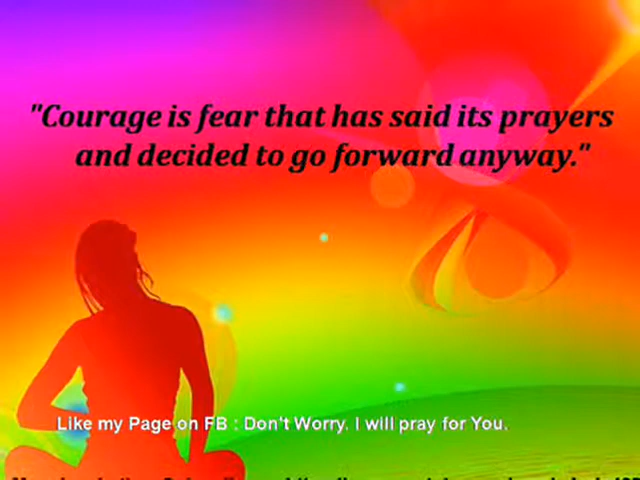 "Courage is fear that has said its prayers
and decided to go forward anyway."
Like my Page on FB : Don't Worry. I will pray for You.